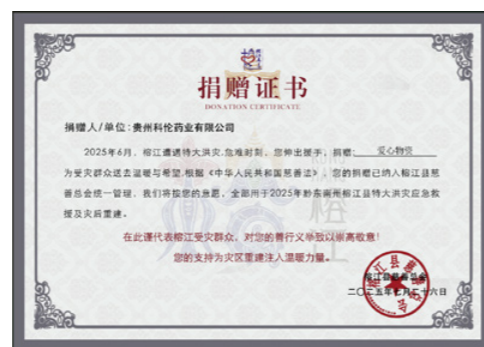 捐赠证书
DONATION CERTIFICATE
捐赠人/单位:贵州科伦药业有限公司
2025年6月，榕江遭遇特大洪灾,危难时刻，您伸出援手，捐赠: 爱心物资
为受灾群众送去温暖与希望,根据《中华人民共和国慈善法》，您的捐赠已纳入榕江县慈
善总会统一管理，我们将按您的意愿，全部用于2025年黔东南州榕江县特大洪灾应急救
援及灾后重建。
在此谨代表榕江受灾群众，对您的善行义举致以崇高敬意!
您的支持为灾区重建注入温暖力量。
榕江县慈善总会
二〇二五年七月二十六日
榕江